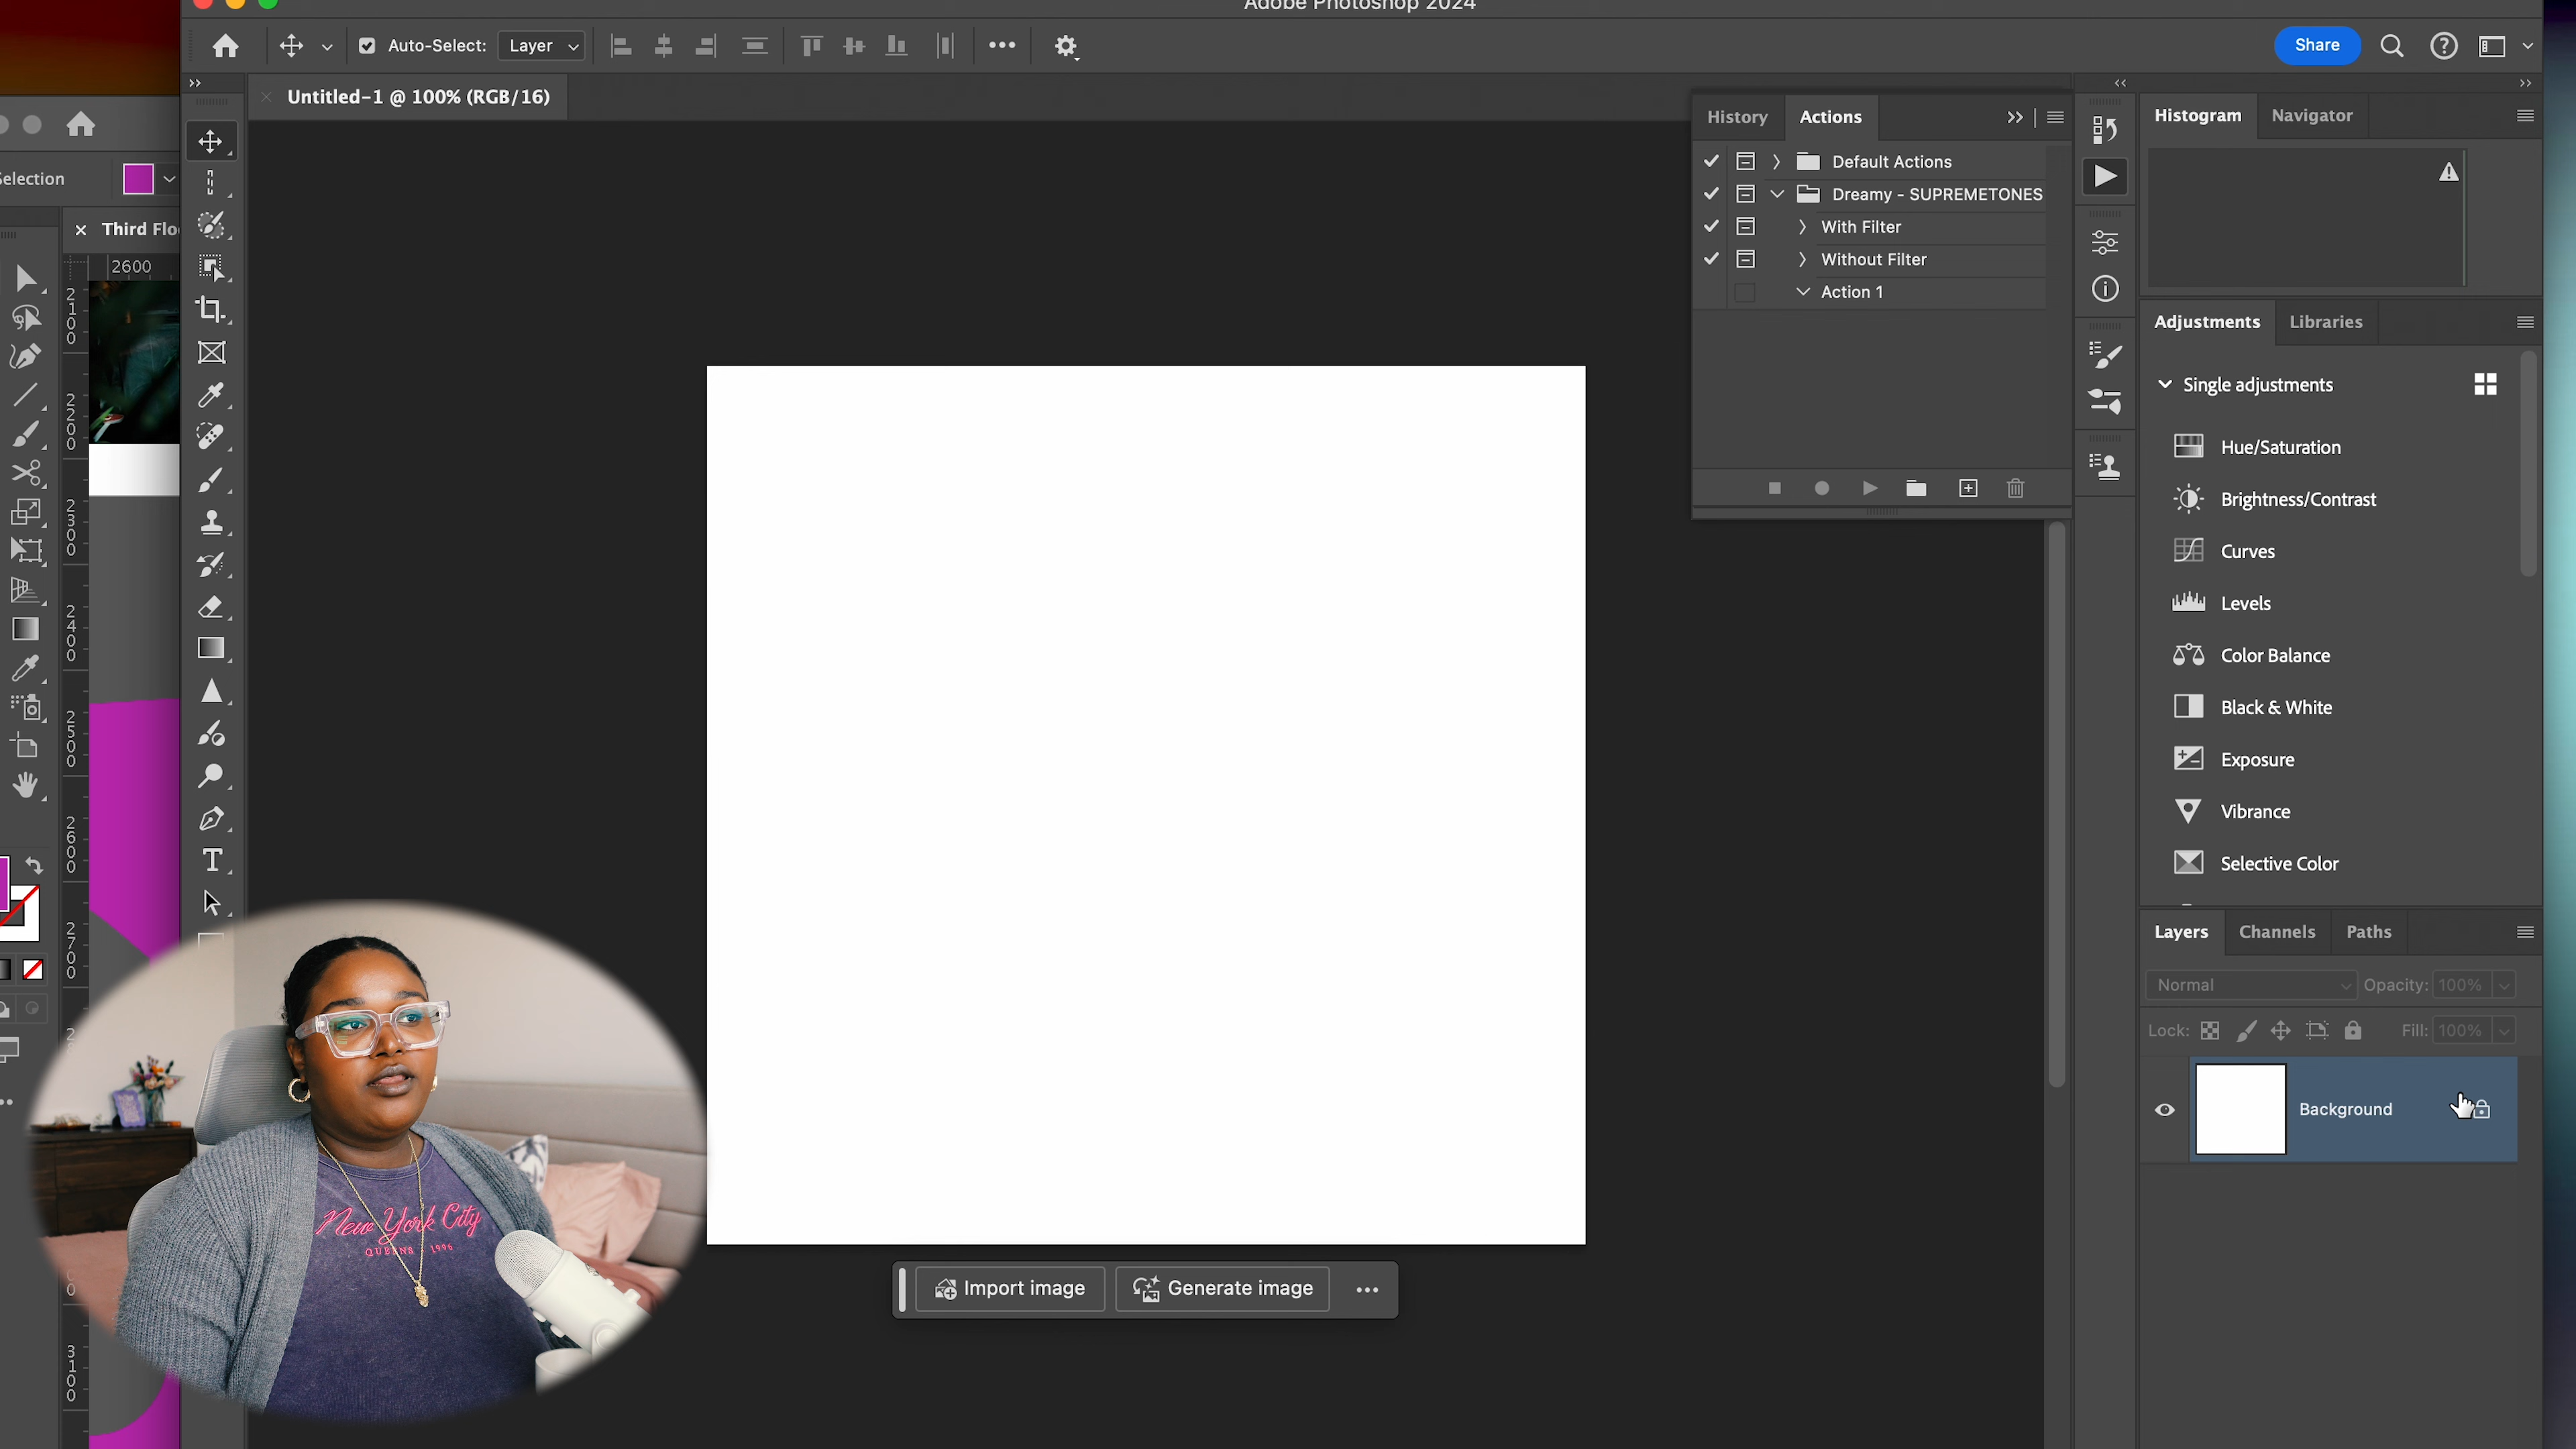 Adobe Photoshop 2024
Auto-Select:
Layer
Share
Untitled-1 @ 100% (RGB/16)
History
Actions
Default Actions
Dreamy - SUPREMETONES
With Filter
Without Filter
Action 1
Histogram
Navigator
Adjustments
Libraries
Single adjustments
Hue/Saturation
Brightness/Contrast
Curves
Levels
Color Balance
Black & White
Exposure
Vibrance
Selective Color
Layers
Channels
Paths
Normal
Opacity: 100%
Lock:
Fill: 100%
Background
Import image
Generate image
Selection
Third Flo
2600
2100
2200
2300
2400
2500
2600
2700
3100
New York City
QUEENS 1996